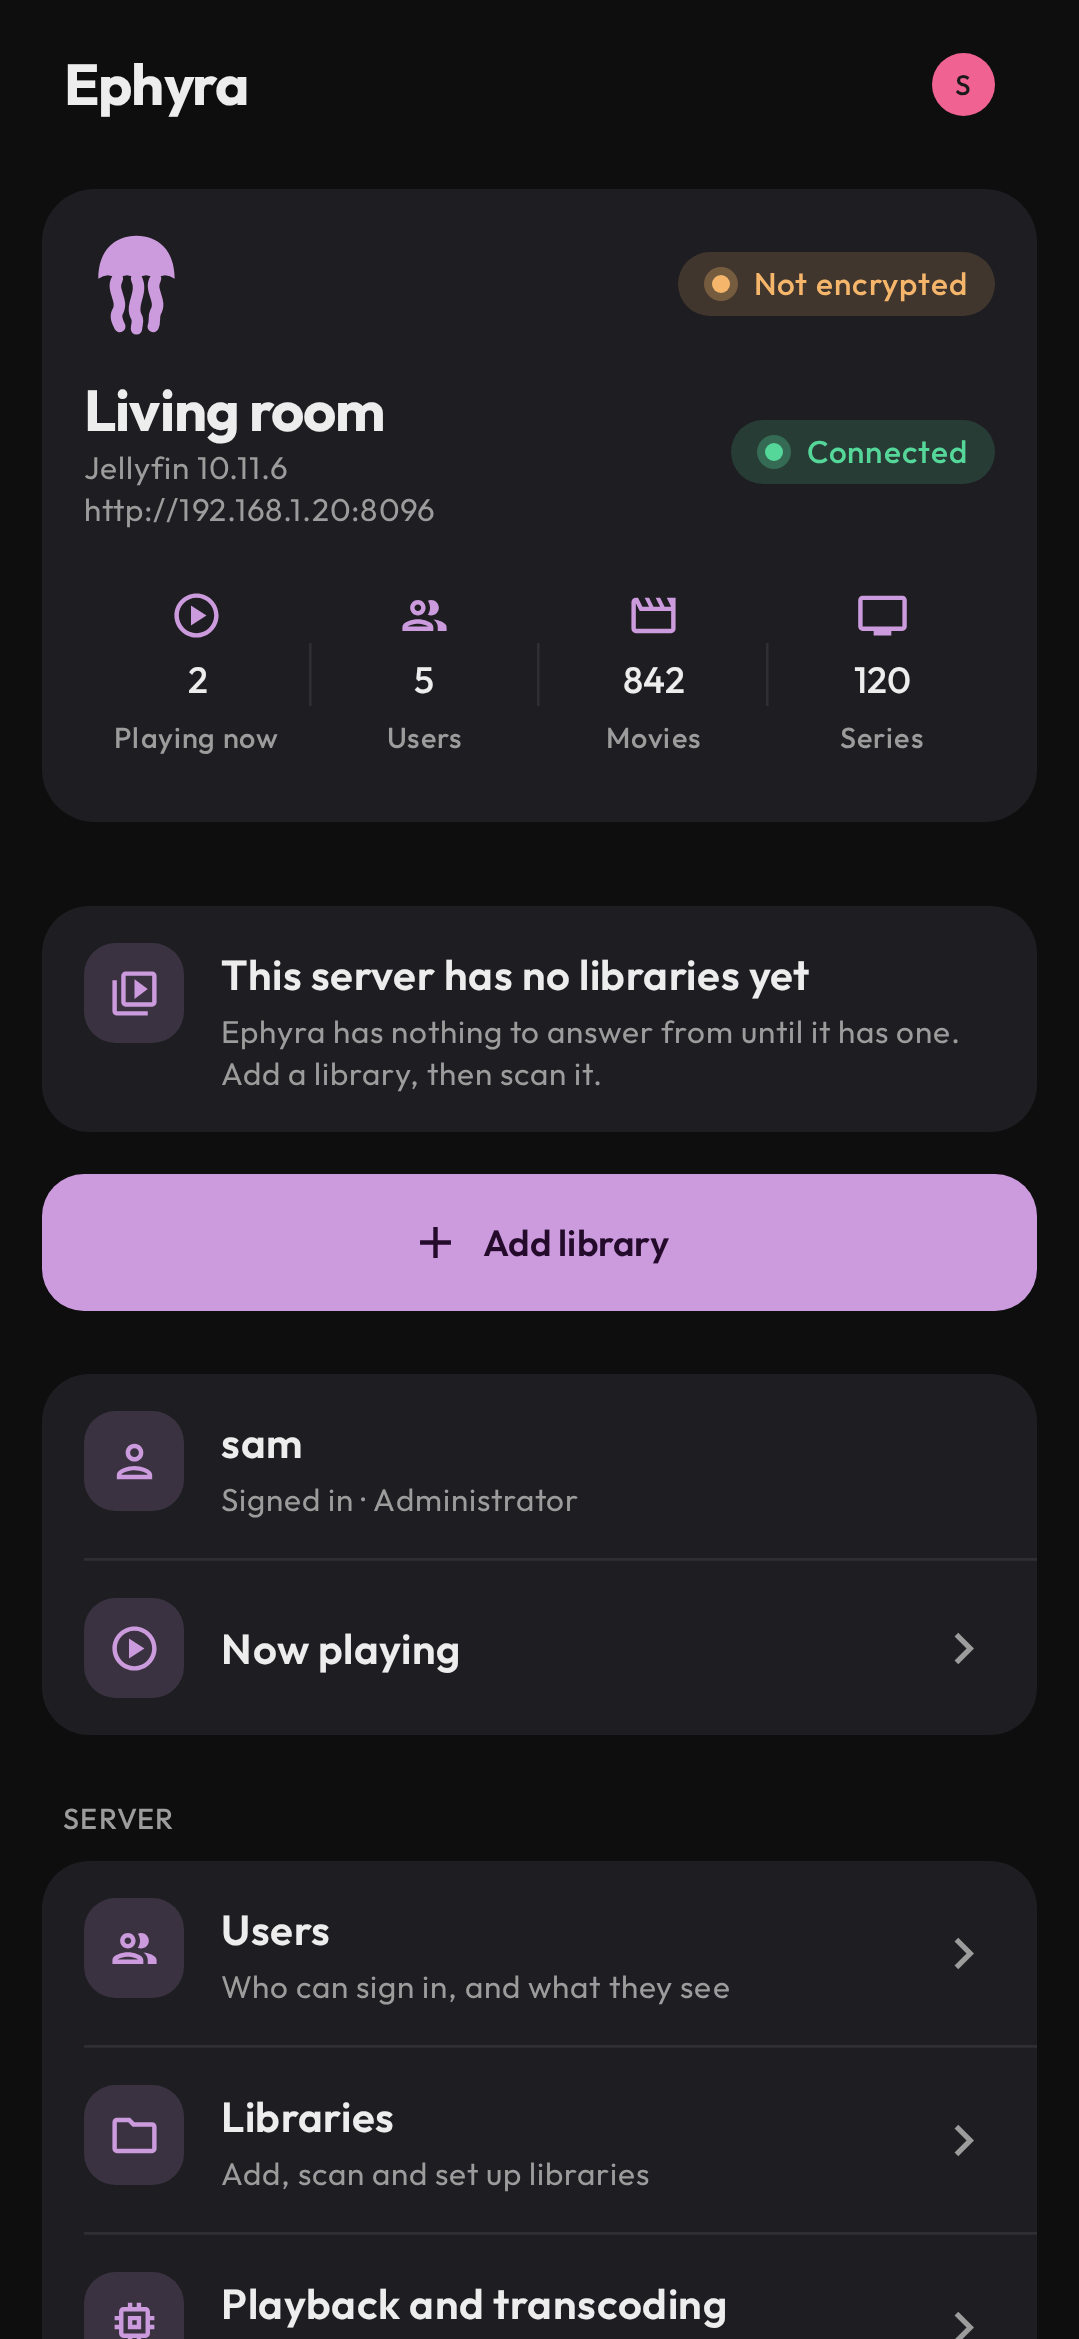 Ephyra
S
Not encrypted
Living room
Jellyfin 10.11.6
Connected
http://192.168.1.20:8096
2
5
842
120
Playing now
Users
Movies
Series
This server has no libraries yet
Ephyra has nothing to answer from until it has one.
Add a library, then scan it.
Add library
sam
Signed in · Administrator
Now playing
SERVER
Users
Who can sign in, and what they see
Libraries
Add, scan and set up libraries
Playback and transcoding